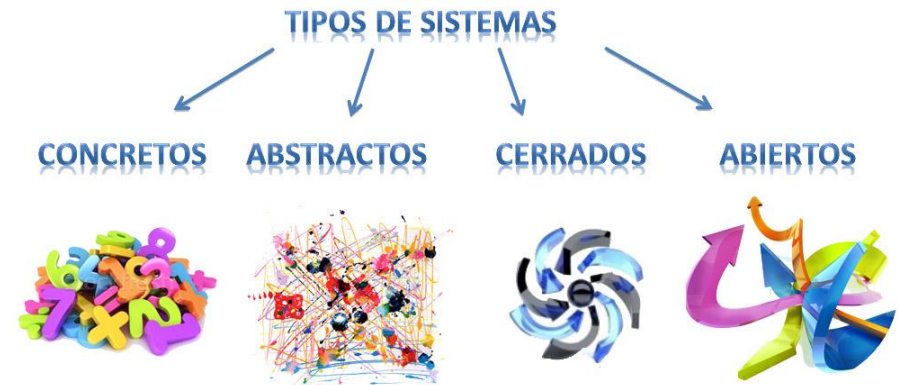 TIPOS DE SISTEMAS
CONCRETOS ABSTRACTOS CERRADOS ABIERTOS